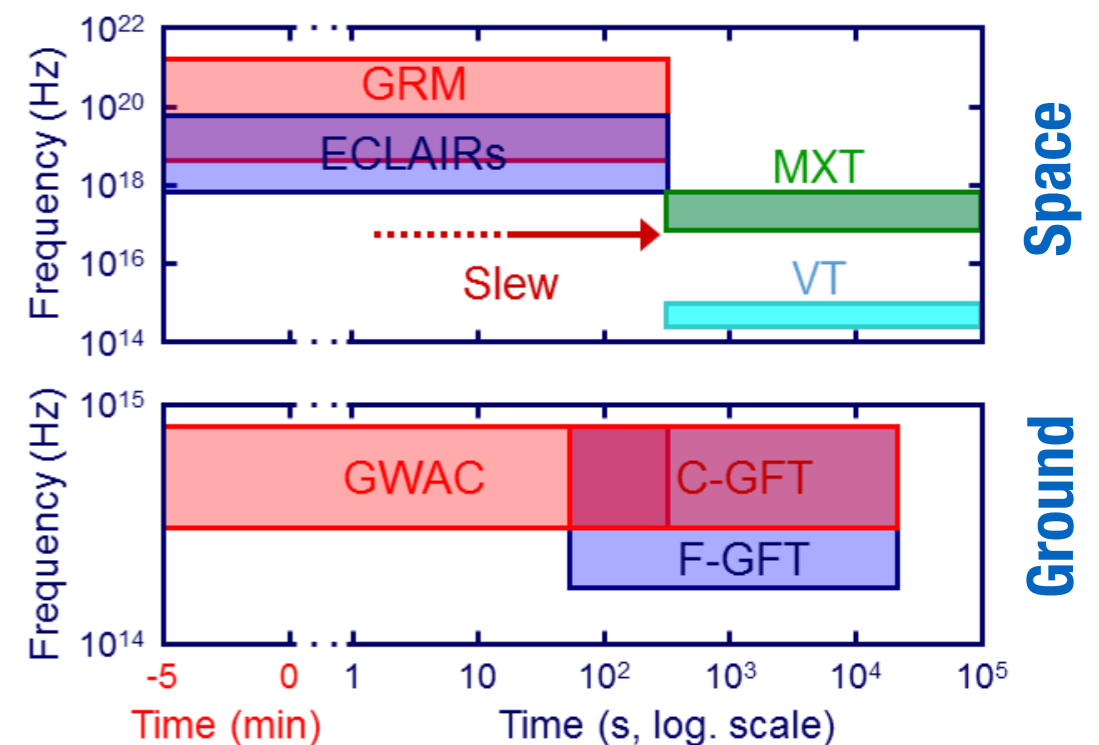 Frequency (Hz)
10²²
10²⁰
10¹⁸
10¹⁶
10¹⁴
GRM
ECLAIRs
MXT
Slew
VT
Space
Frequency (Hz)
10¹⁵
10¹⁴
GWAC
C-GFT
F-GFT
Ground
-5 0 1 10 10² 10³ 10⁴ 10⁵
Time (min) Time (s, log. scale)